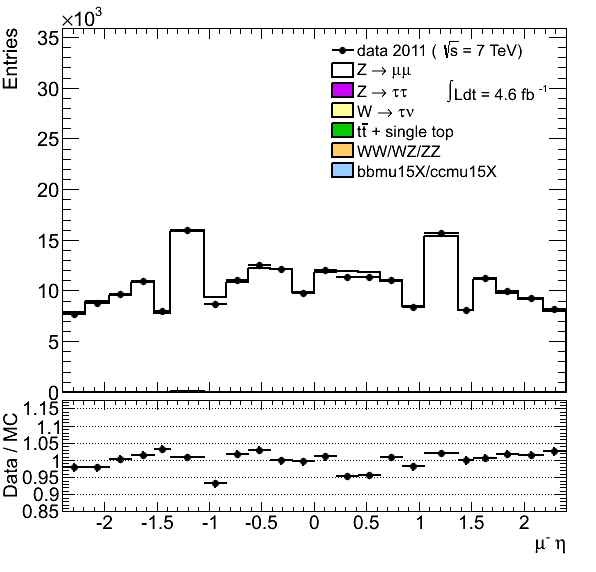 ×10³
Entries
35
30
25
20
15
10
5
0
data 2011 ( √s = 7 TeV)
Z → μμ
Z → ττ
∫Ldt = 4.6 fb⁻¹
W → τν
tt̄ + single top
WW/WZ/ZZ
bbmu15X/ccmu15X
Data / MC
1.15
1.1
1.05
1
0.95
0.9
0.85
-2 -1.5 -1 -0.5 0 0.5 1 1.5 2
μ⁻ η